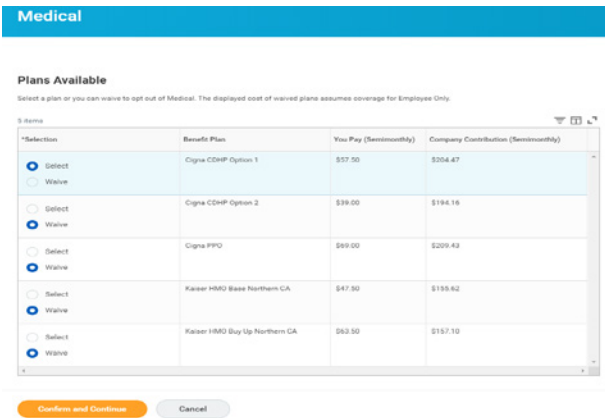 Medical
Plans Available
Select a plan or you can waive to opt out of Medical. The displayed cost of waived plans assumes coverage for Employee Only.
5 items
*Selection Benefit Plan You Pay (Semimonthly) Company Contribution (Semimonthly)
Select Cigna CDHP Option 1 $57.50 $204.47
Waive
Select Cigna CDHP Option 2 $39.00 $194.16
Waive
Select Cigna PPO $69.00 $209.43
Waive
Select Kaiser HMO Base Northern CA $47.50 $155.62
Waive
Select Kaiser HMO Buy Up Northern CA $63.50 $157.10
Waive
Confirm and Continue Cancel